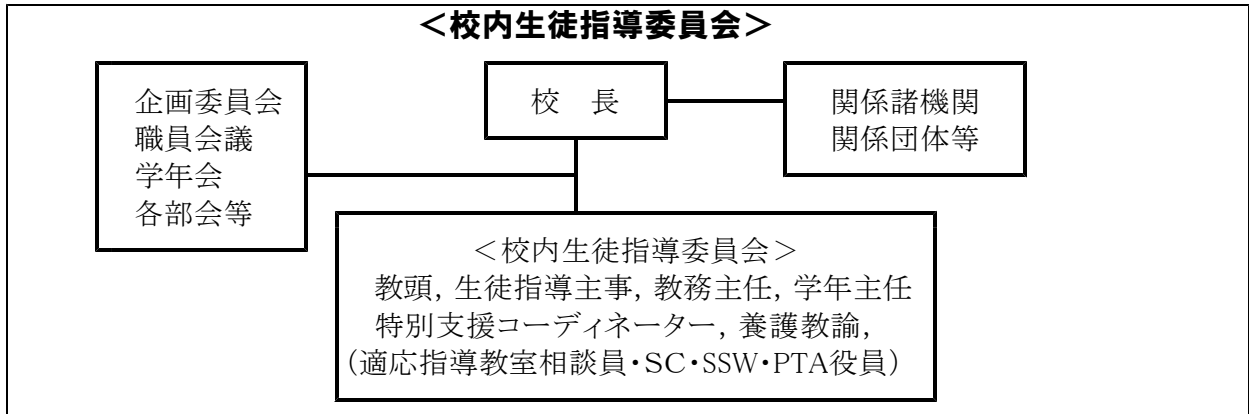 ＜校内生徒指導委員会＞
企画委員会
職員会議
学年会
各部会等
校　長
関係諸機関
関係団体等
＜校内生徒指導委員会＞
教頭，生徒指導主事，教務主任，学年主任
特別支援コーディネーター，養護教諭，
（適応指導教室相談員・SC・SSW・PTA役員）